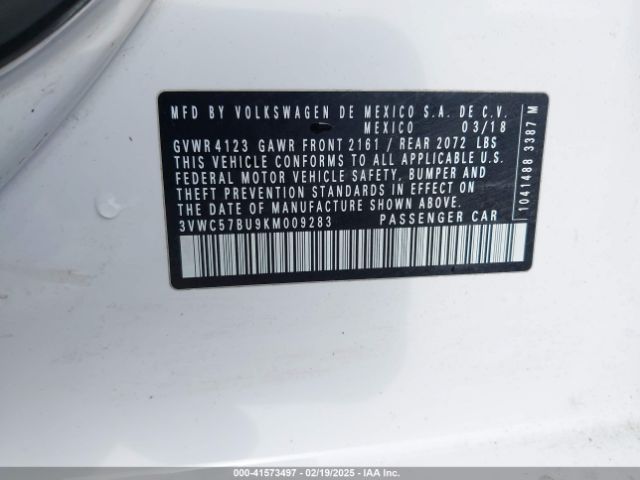 MFD BY VOLKSWAGEN DE MEXICO S.A. DE C.V.
MEXICO 03/18
GVWR 4123 GAWR FRONT 2161 / REAR 2072 LBS
THIS VEHICLE CONFORMS TO ALL APPLICABLE U.S.
FEDERAL MOTOR VEHICLE SAFETY, BUMPER AND
THEFT PREVENTION STANDARDS IN EFFECT ON
THE DATE OF MANUFACTURE SHOWN ABOVE.
3VWC57BU9KM009283 PASSENGER CAR
1041488 3387 M
000-41573497 - 02/19/2025 - IAA Inc.